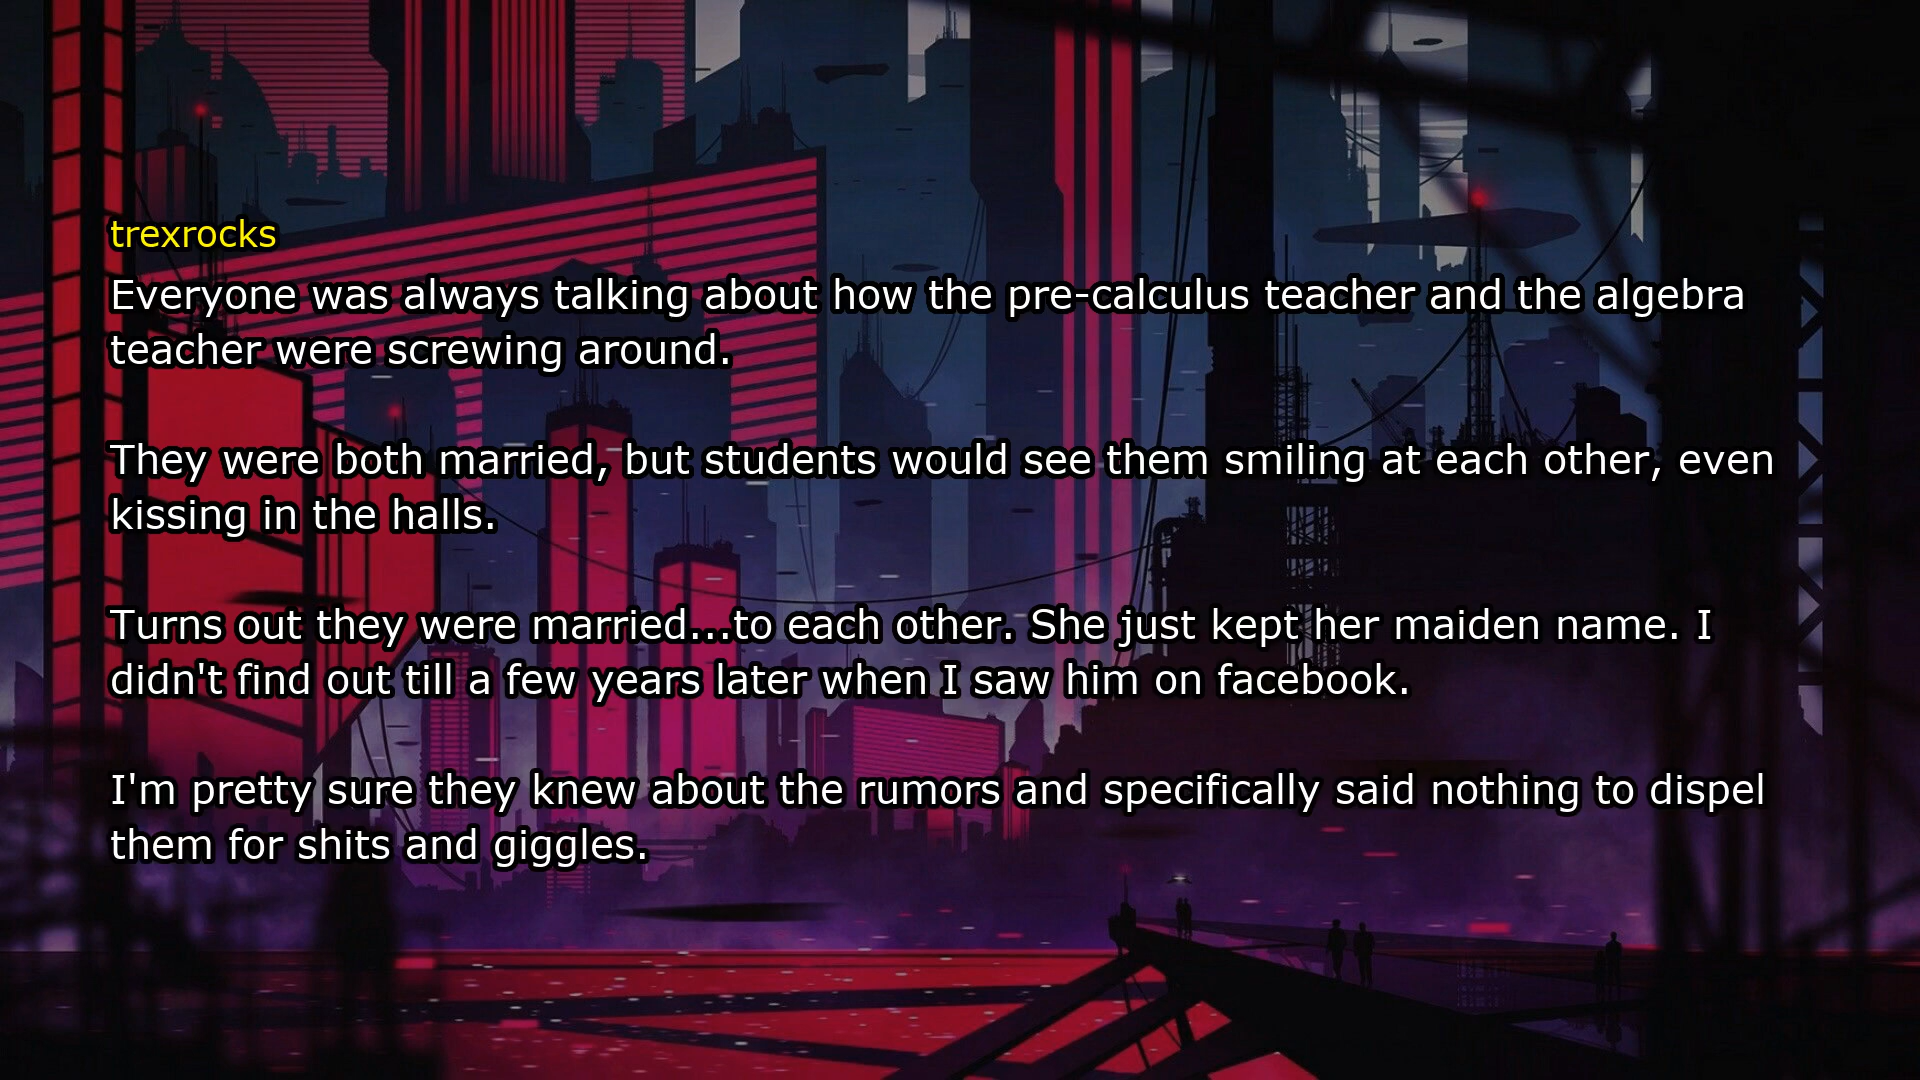 trexrocks
Everyone was always talking about how the pre-calculus teacher and the algebra
teacher were screwing around.
They were both married, but students would see them smiling at each other, even
kissing in the halls.
Turns out they were married...to each other. She just kept her maiden name. I
didn't find out till a few years later when I saw him on facebook.
I'm pretty sure they knew about the rumors and specifically said nothing to dispel
them for shits and giggles.